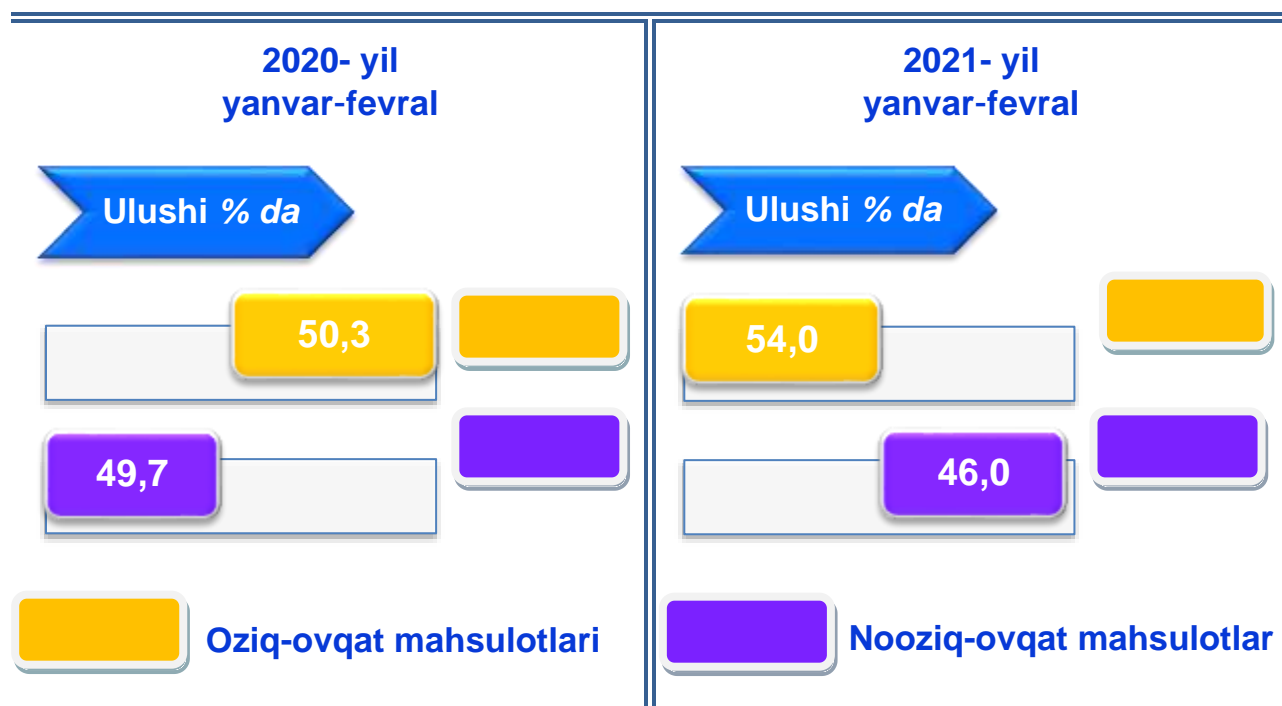 2020- yil
yanvar-fevral
Ulushi % da
50,3
49,7
Oziq-ovqat mahsulotlari
2021- yil
yanvar-fevral
Ulushi % da
54,0
46,0
Nooziq-ovqat mahsulotlar